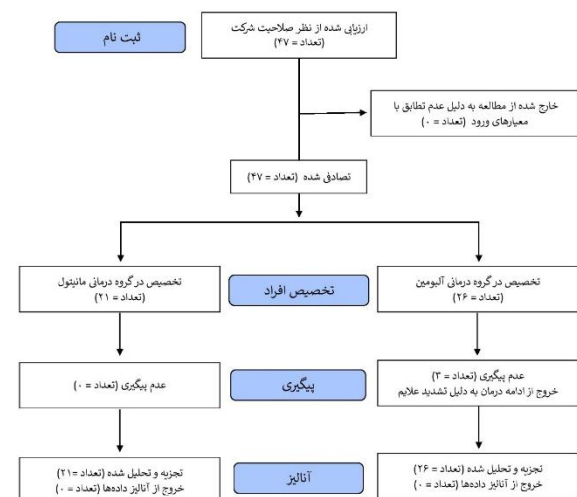 ثبت نام
ارزیابی شده از نظر صلاحیت شرکت
(تعداد = ۴۷)
خارج شده از مطالعه به دلیل عدم تطابق با
معیارهای ورود (تعداد = ۰)
تصادفی شده (تعداد = ۴۷)
تخصیص در گروه درمانی آلبومین
(تعداد = ۲۶)
تخصیص افراد
تخصیص در گروه درمانی مانیتول
(تعداد = ۲۱)
عدم پیگیری (تعداد = ۳)
خروج از ادامه درمان به دلیل تشدید علایم
پیگیری
عدم پیگیری (تعداد = ۰)
تجزیه و تحلیل شده (تعداد = ۲۶)
خروج از آنالیز داده‌ها (تعداد = ۰)
آنالیز
تجزیه و تحلیل شده (تعداد =۲۱)
خروج از آنالیز داده‌ها (تعداد = ۰)